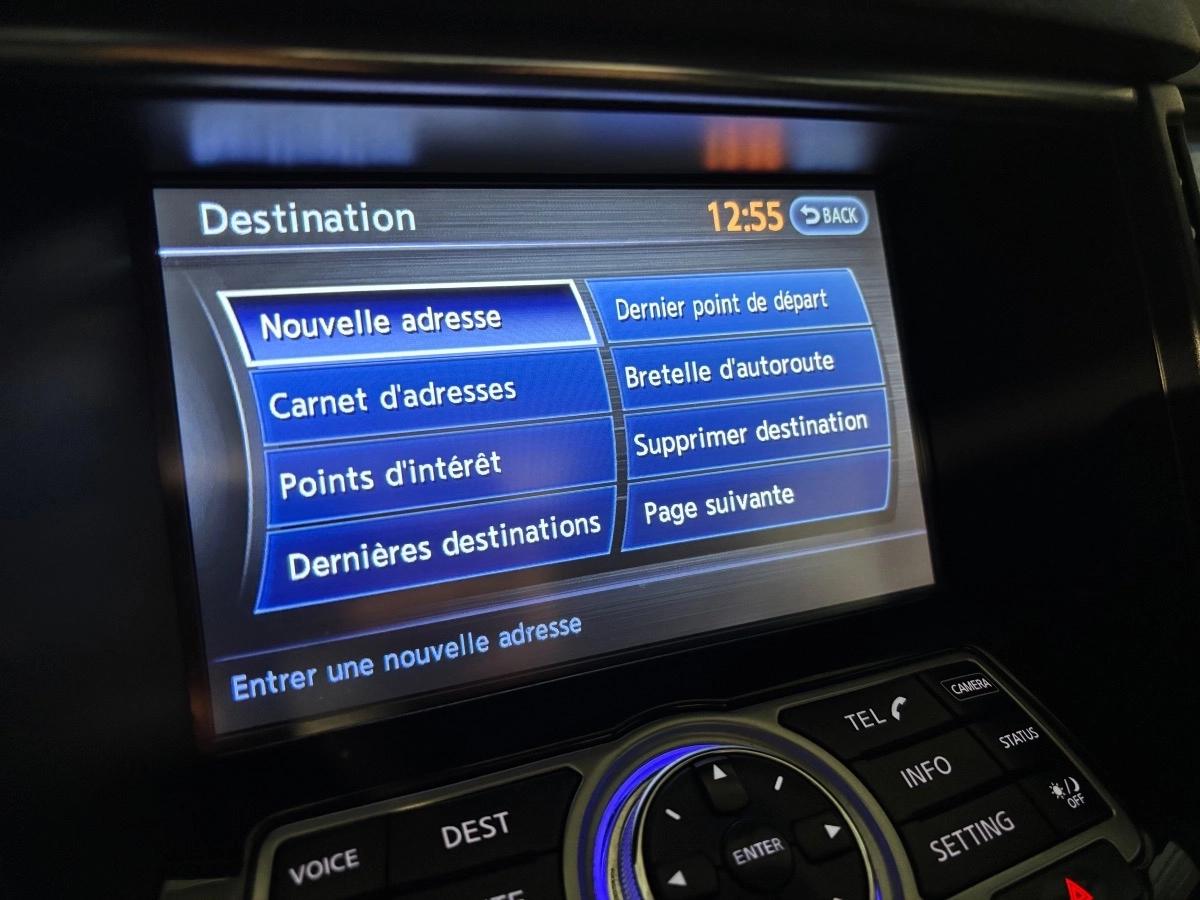 Destination
12:55
BACK
Nouvelle adresse
Dernier point de départ
Carnet d'adresses
Bretelle d'autoroute
Points d'intérêt
Supprimer destination
Dernières destinations
Page suivante
Entrer une nouvelle adresse
CAMERA
TEL
STATUS
INFO
OFF
SETTING
DEST
VOICE
ENTER